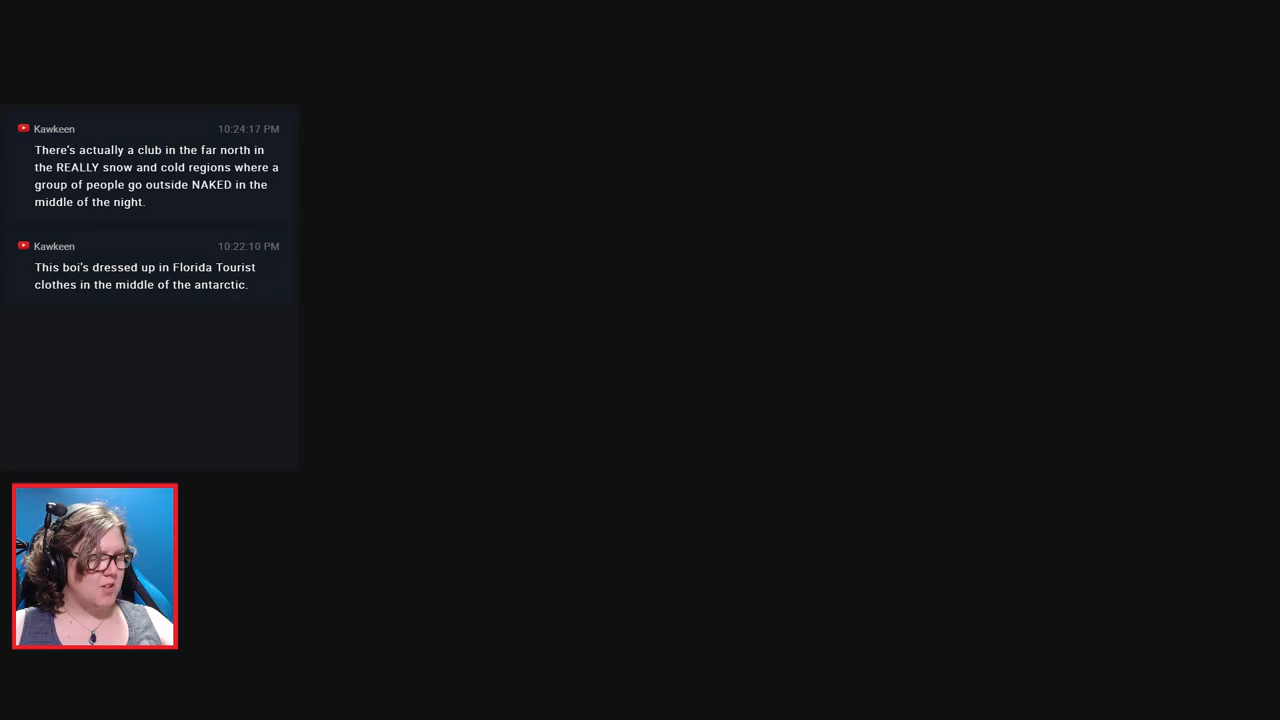 Kawkeen 10:24:17 PM
There's actually a club in the far north in
the REALLY snow and cold regions where a
group of people go outside NAKED in the
middle of the night.
Kawkeen 10:22:10 PM
This boi's dressed up in Florida Tourist
clothes in the middle of the antarctic.